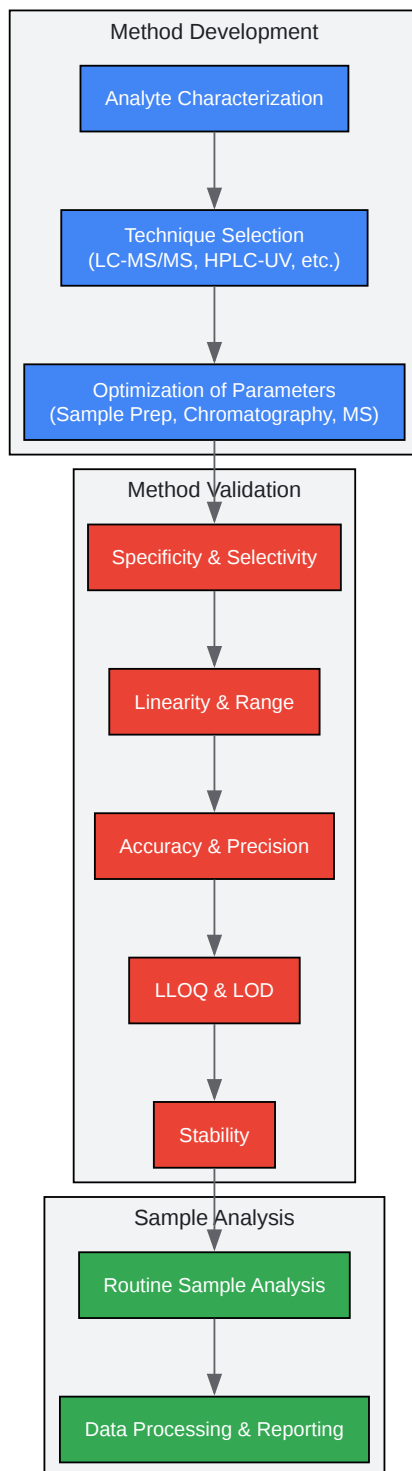 Method Development
Analyte Characterization
Technique Selection
(LC-MS/MS, HPLC-UV, etc.)
Optimization of Parameters
(Sample Prep, Chromatography, MS)
Method Validation
Specificity & Selectivity
Linearity & Range
Accuracy & Precision
LLOQ & LOD
Stability
Sample Analysis
Routine Sample Analysis
Data Processing & Reporting